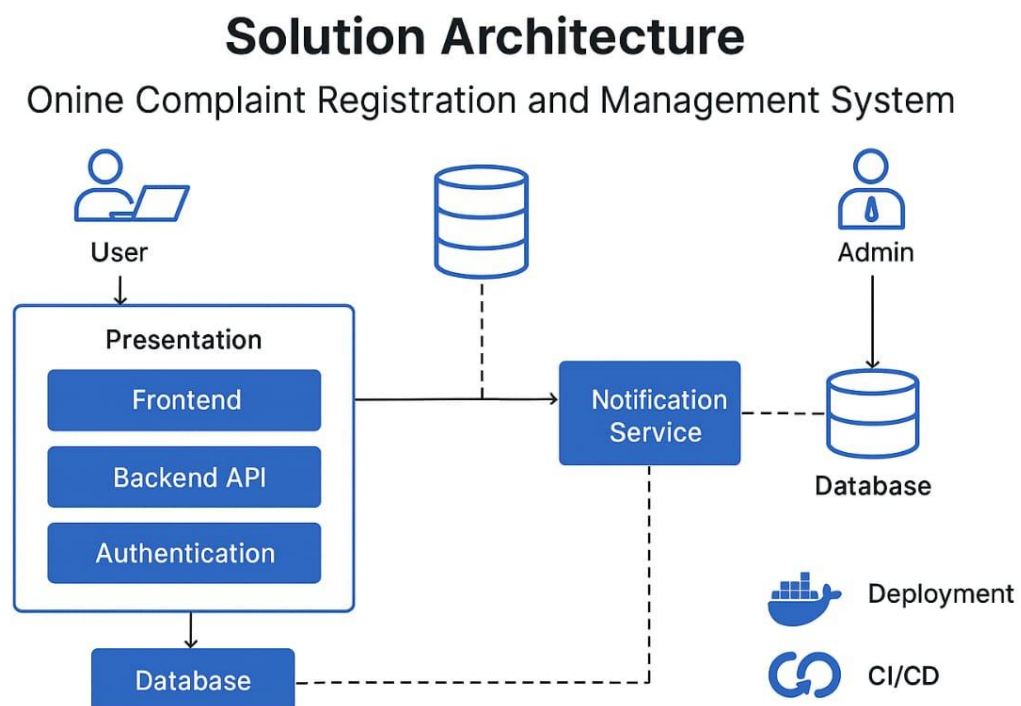 Solution Architecture
Onine Complaint Registration and Management System
User
Admin
Presentation
Frontend
Backend API
Authentication
Notification
Service
Database
Database
Deployment
CI/CD